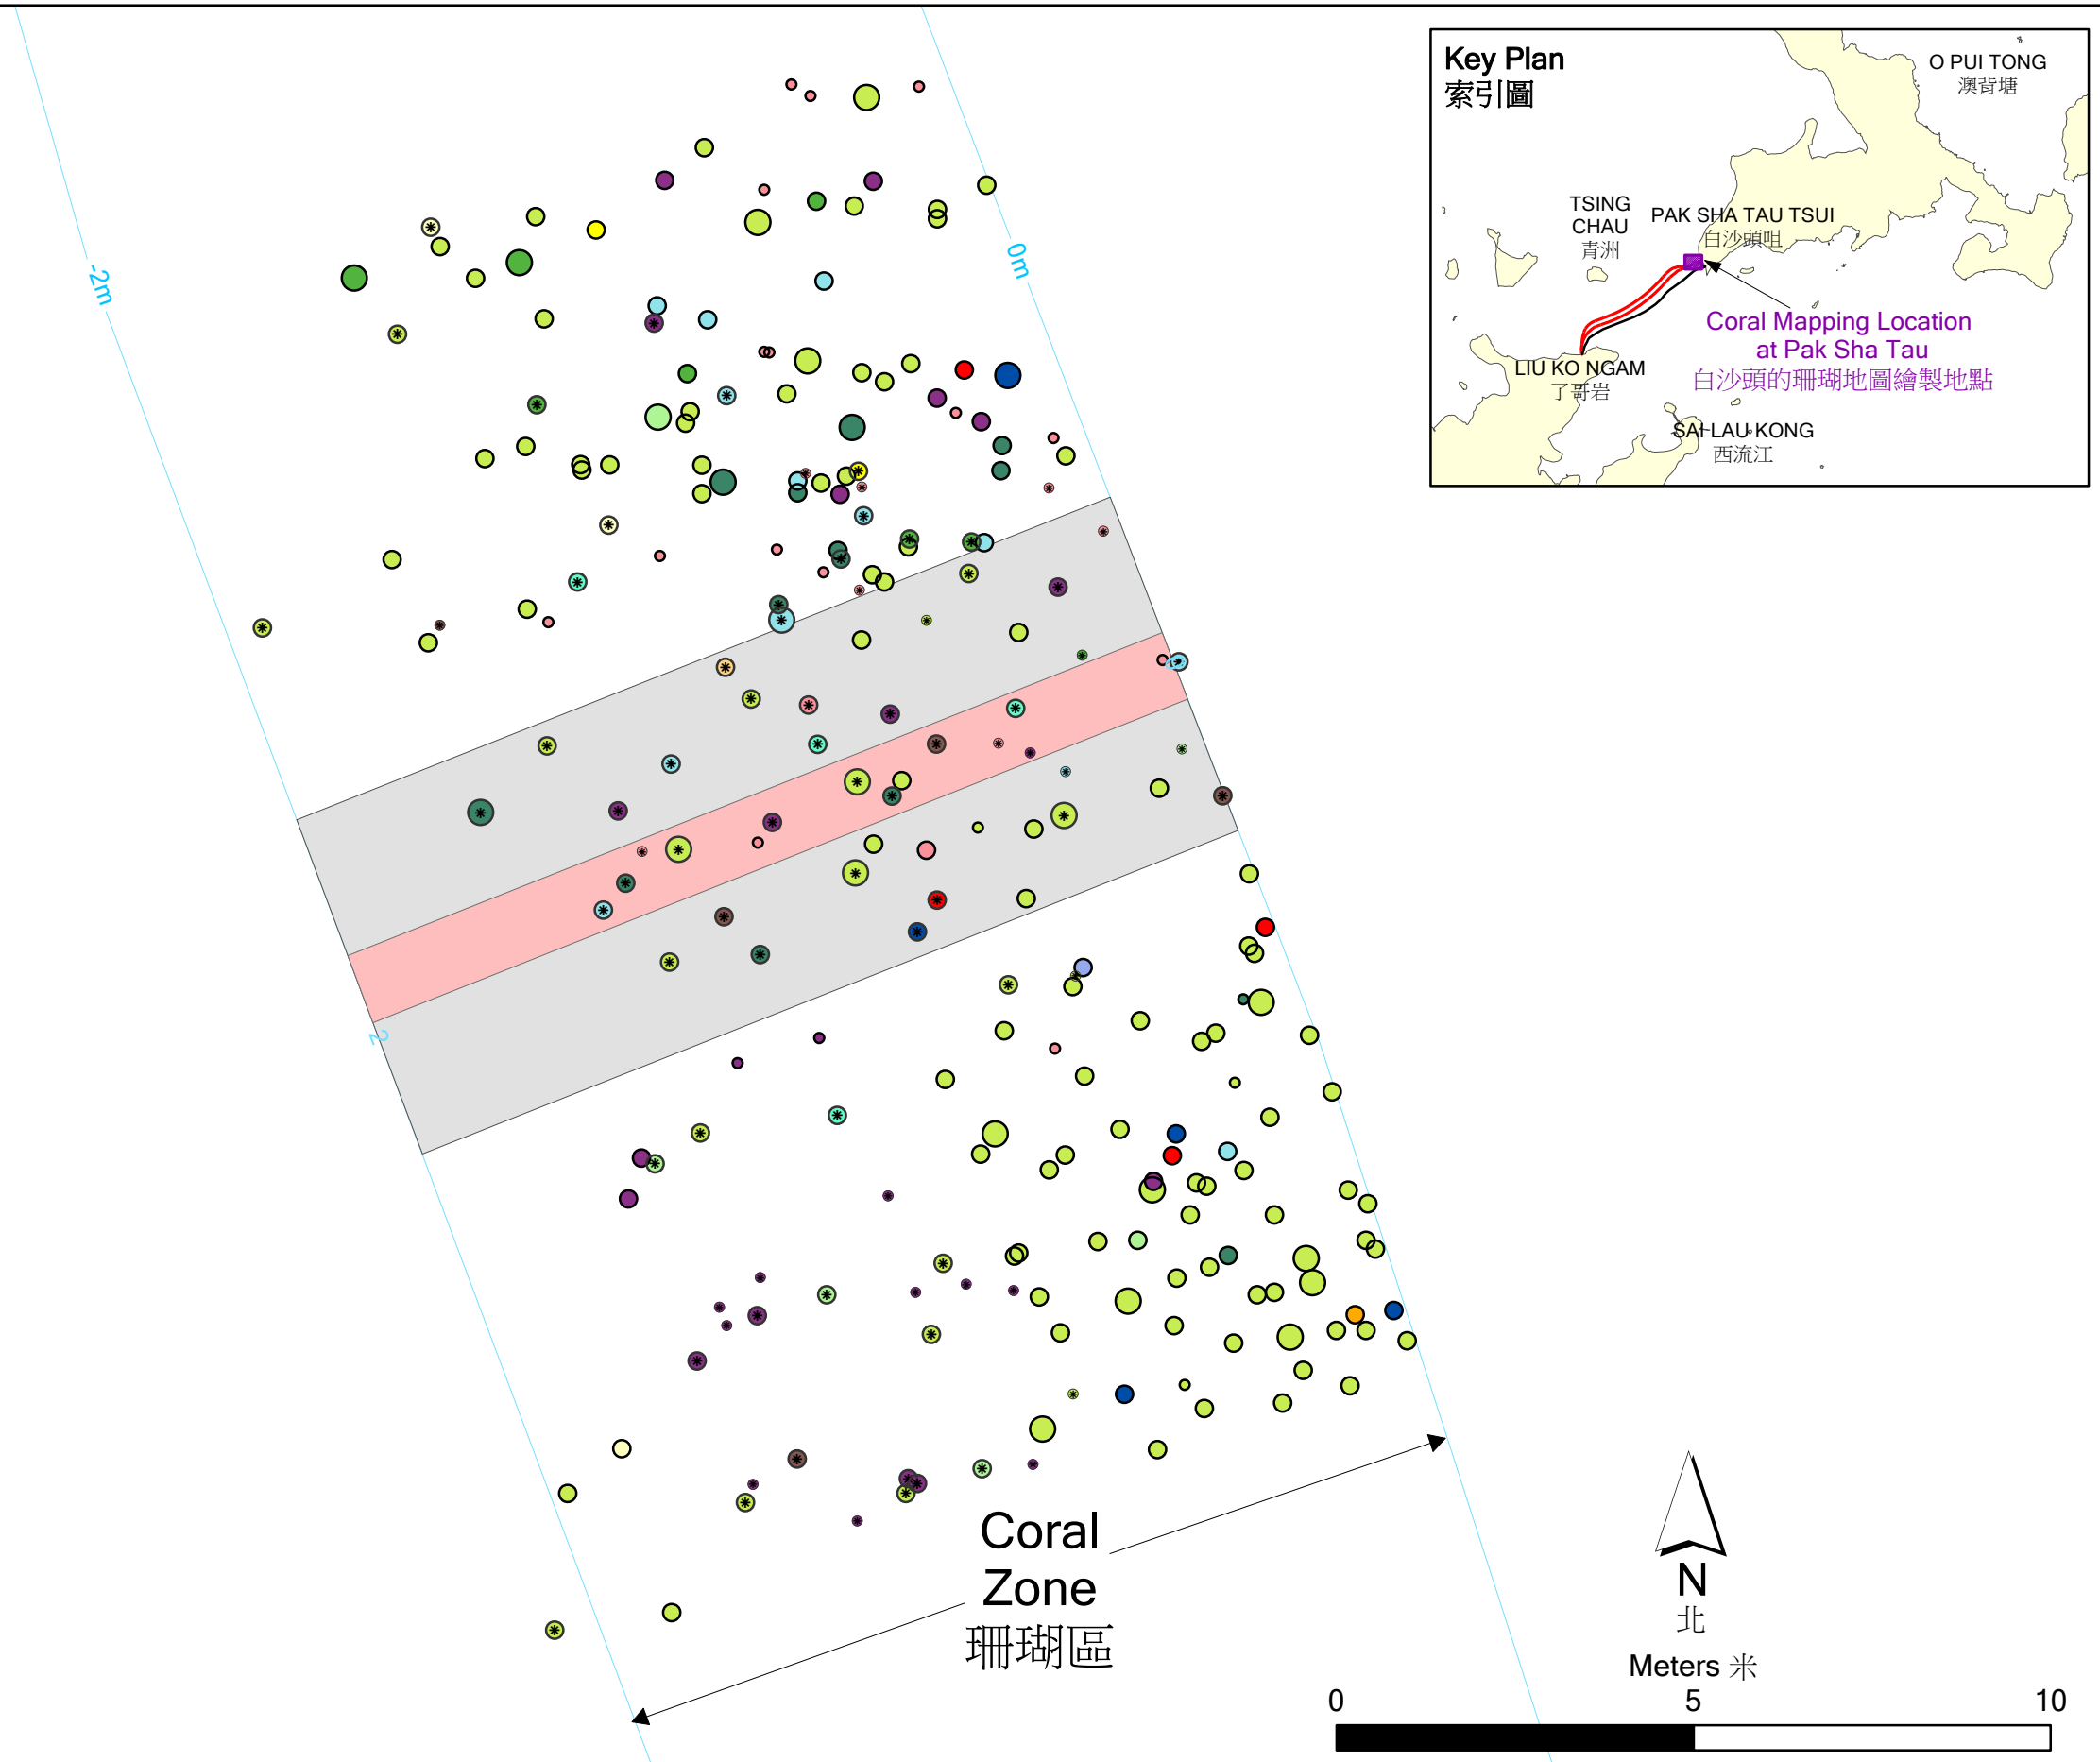 Key Plan
索引圖
O PUI TONG
澳背塘
TSING
CHAU
青洲
PAK SHA TAU TSUI
白沙頭咀
Coral Mapping Location
at Pak Sha Tau
白沙頭的珊瑚地圖繪製地點
LIU KO NGAM
了哥岩
SAI LAU KONG
西流江
-2m
0m
2
Coral
Zone
珊瑚區
N
北
Meters 米
0 5 10